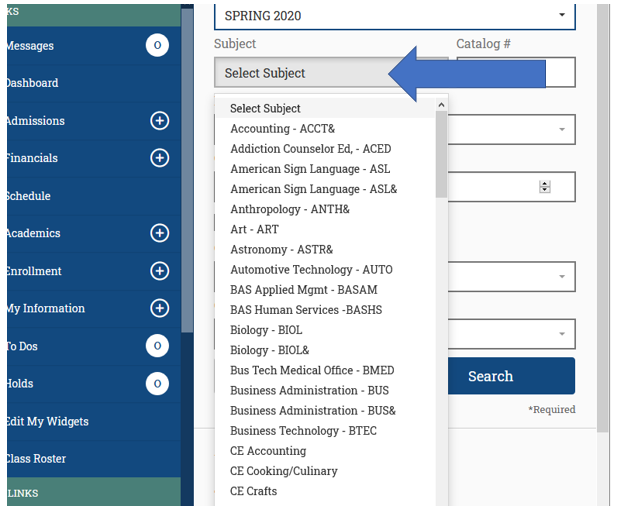 KS
Messages 0
Dashboard
Admissions
Financials
Schedule
Academics
Enrollment
My Information
To Dos 0
Holds 0
Edit My Widgets
Class Roster
LINKS
SPRING 2020
Subject Catalog #
Select Subject
Select Subject
Accounting - ACCT&
Addiction Counselor Ed, - ACED
American Sign Language - ASL
American Sign Language - ASL&
Anthropology - ANTH&
Art - ART
Astronomy - ASTR&
Automotive Technology - AUTO
BAS Applied Mgmt - BASAM
BAS Human Services -BASHS
Biology - BIOL
Biology - BIOL&
Bus Tech Medical Office - BMED
Business Administration - BUS
Business Administration - BUS&
Business Technology - BTEC
CE Accounting
CE Cooking/Culinary
CE Crafts
Search
*Required